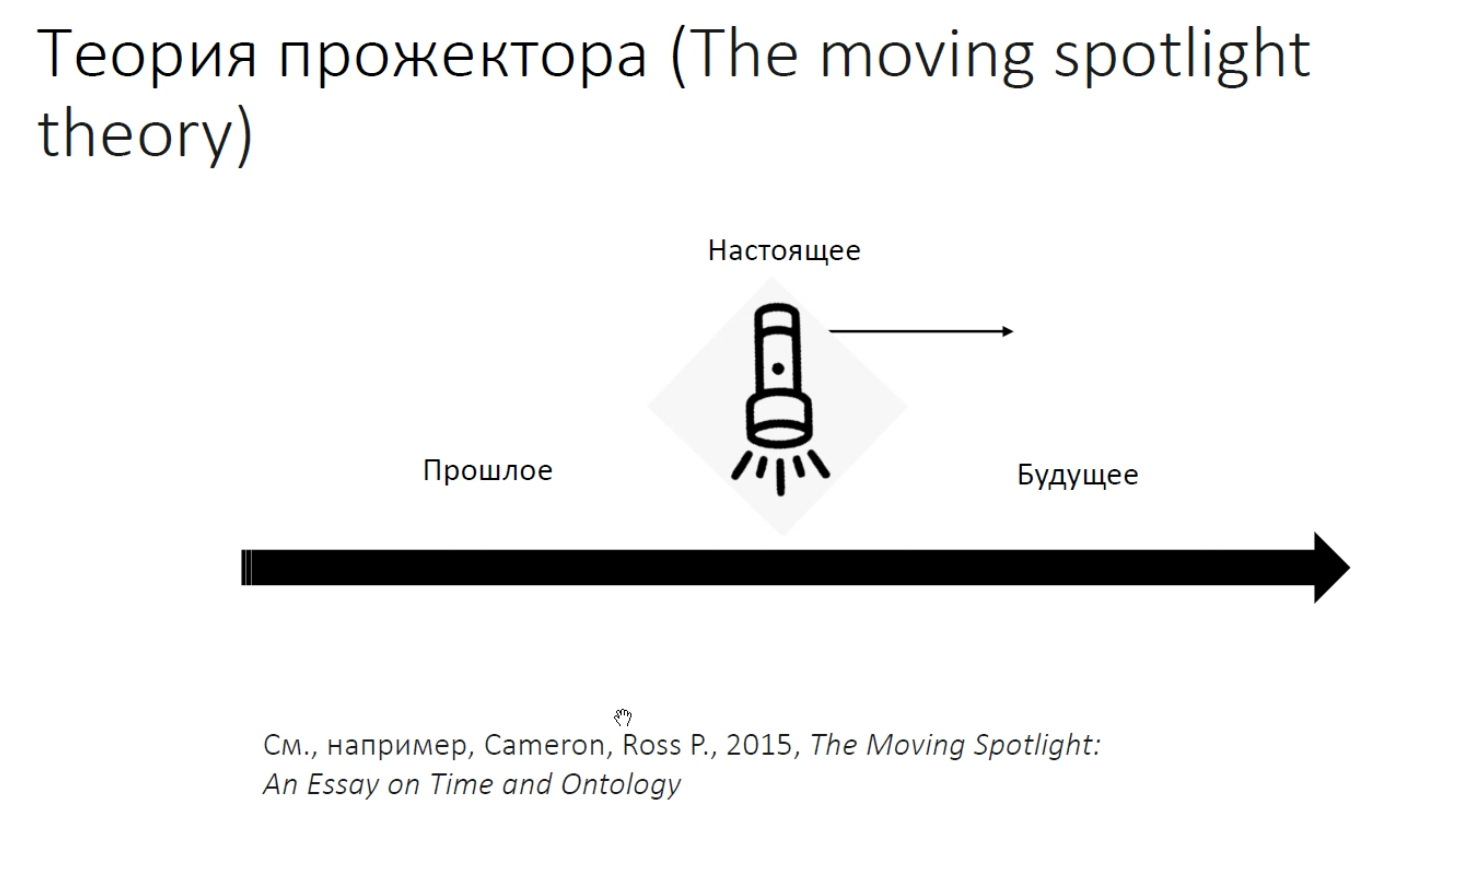 Теория прожектора (The moving spotlight
theory)
Настоящее
Прошлое
Будущее
См., например, Cameron, Ross P., 2015, The Moving Spotlight:
An Essay on Time and Ontology